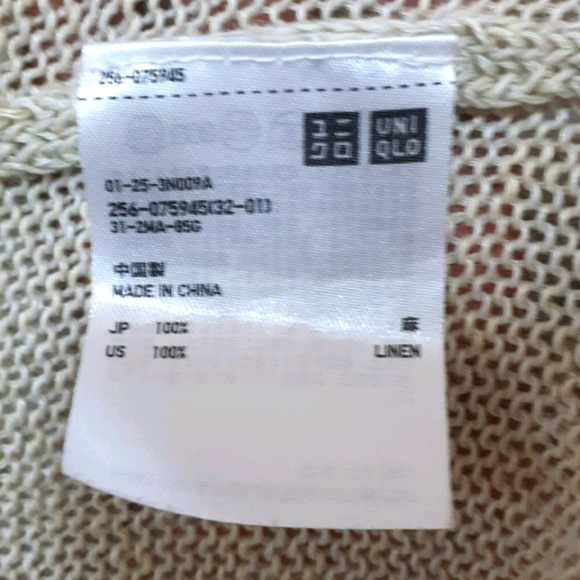 256-075945
ユニ UNI
クロ QLO
01-25-3N009A
256-075945(32-01)
31-2MA-85G
中国製
MADE IN CHINA
JP 100% 麻
US 100% LINEN